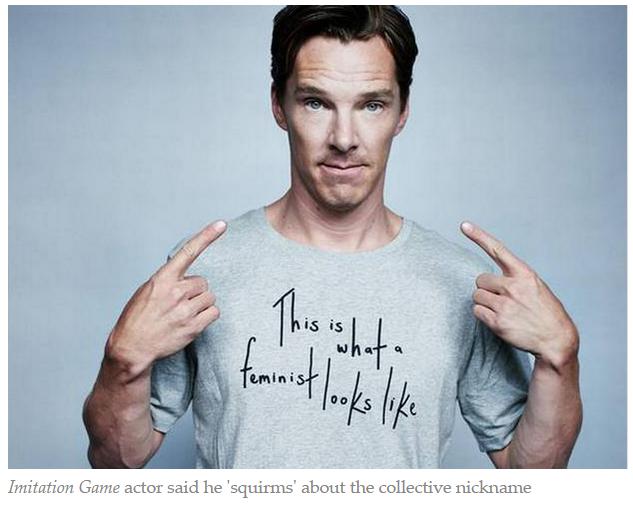 This is
what a
feminist
looks like
Imitation Game actor said he 'squirms' about the collective nickname